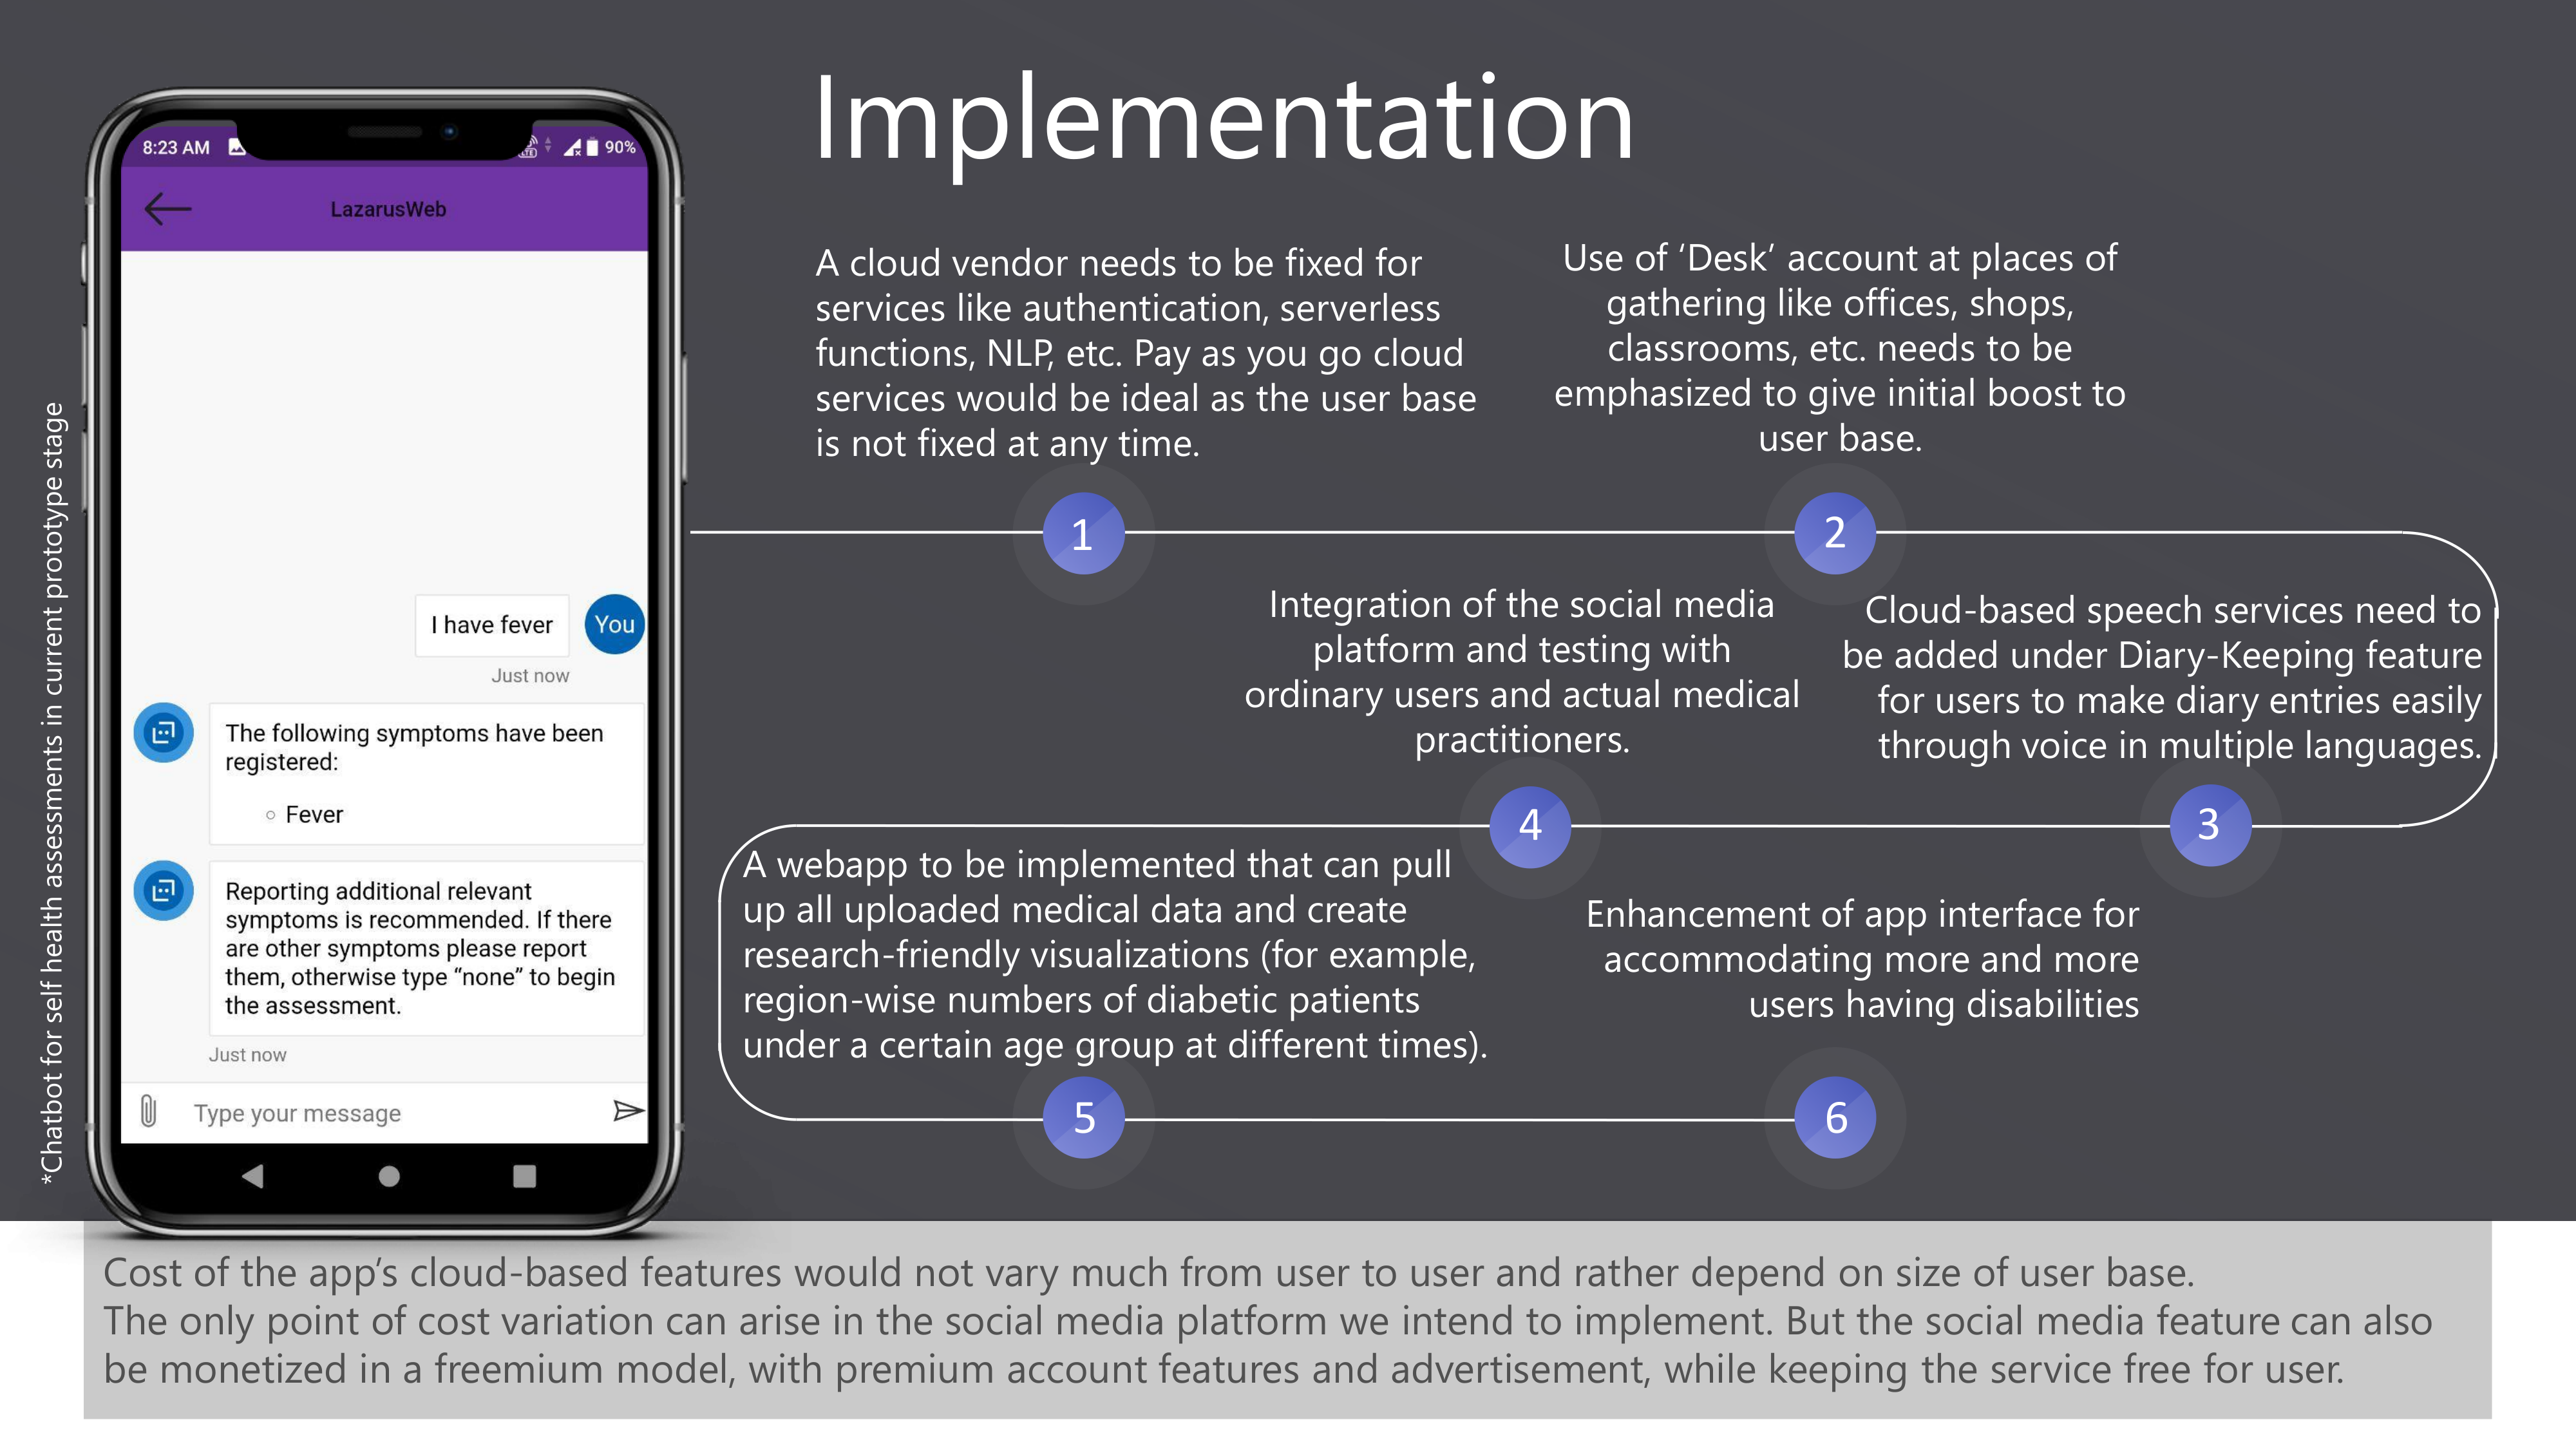 Implementation
*Chatbot for self health assessments in current prototype stage
8:23 AM
LTE
90%
LazarusWeb
I have fever
You
Just now
The following symptoms have been
registered:
Fever
Reporting additional relevant
symptoms is recommended. If there
are other symptoms please report
them, otherwise type “none” to begin
the assessment.
Just now
Type your message
A cloud vendor needs to be fixed for
services like authentication, serverless
functions, NLP, etc. Pay as you go cloud
services would be ideal as the user base
is not fixed at any time.
1
Use of ‘Desk’ account at places of
gathering like offices, shops,
classrooms, etc. needs to be
emphasized to give initial boost to
user base.
2
Cloud-based speech services need to
be added under Diary-Keeping feature
for users to make diary entries easily
through voice in multiple languages.
3
Integration of the social media
platform and testing with
ordinary users and actual medical
practitioners.
4
A webapp to be implemented that can pull
up all uploaded medical data and create
research-friendly visualizations (for example,
region-wise numbers of diabetic patients
under a certain age group at different times).
5
Enhancement of app interface for
accommodating more and more
users having disabilities
6
Cost of the app’s cloud-based features would not vary much from user to user and rather depend on size of user base.
The only point of cost variation can arise in the social media platform we intend to implement. But the social media feature can also
be monetized in a freemium model, with premium account features and advertisement, while keeping the service free for user.